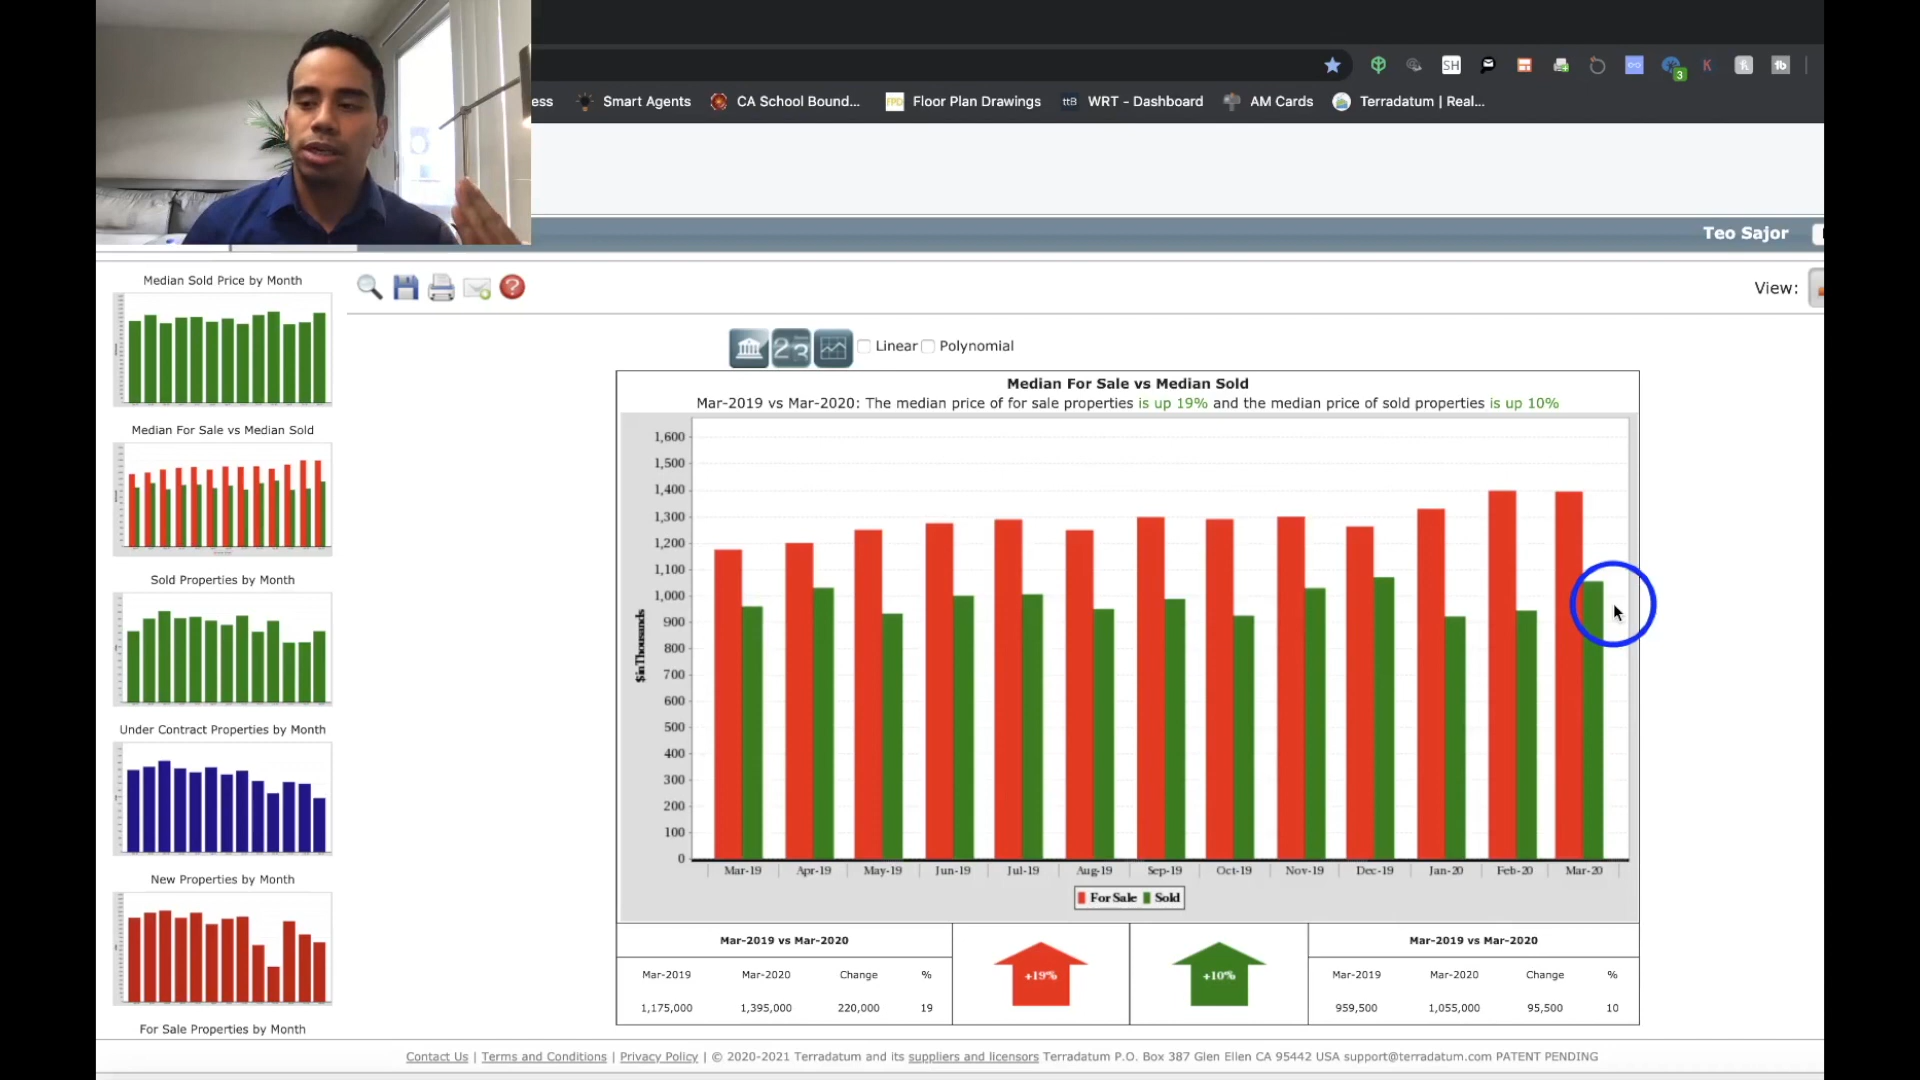 SH
3
K
tb
ess
Smart Agents
CA School Bound...
FPD
Floor Plan Drawings
ttB
WRT - Dashboard
AM Cards
Terradatum | Real...
Teo Sajor
View:
Median Sold Price by Month
Median For Sale vs Median Sold
Sold Properties by Month
Under Contract Properties by Month
New Properties by Month
For Sale Properties by Month
23
Linear
Polynomial
Median For Sale vs Median Sold
Mar-2019 vs Mar-2020: The median price of for sale properties is up 19% and the median price of sold properties is up 10%
1,600
1,500
1,400
1,300
1,200
1,100
1,000
900
800
700
600
500
400
300
200
100
0
$inThousands
Mar-19 Apr-19 May-19 Jun-19 Jul-19 Aug-19 Sep-19 Oct-19 Nov-19 Dec-19 Jan-20 Feb-20 Mar-20
For Sale Sold
Mar-2019 vs Mar-2020
Mar-2019 Mar-2020 Change %
1,175,000 1,395,000 220,000 19
+19%
+10%
Mar-2019 vs Mar-2020
Mar-2019 Mar-2020 Change %
959,500 1,055,000 95,500 10
Contact Us | Terms and Conditions | Privacy Policy | © 2020-2021 Terradatum and its suppliers and licensors Terradatum P.O. Box 387 Glen Ellen CA 95442 USA support@terradatum.com PATENT PENDING